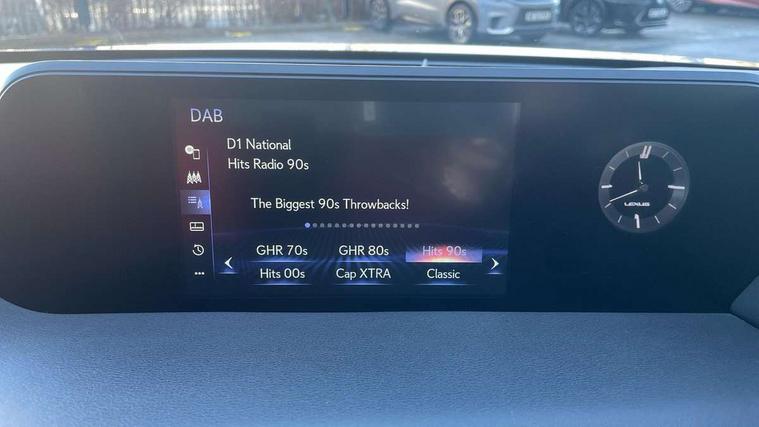 DAB
D1 National
Hits Radio 90s
The Biggest 90s Throwbacks!
GHR 70s GHR 80s Hits 90s
Hits 00s Cap XTRA Classic
LEXUS